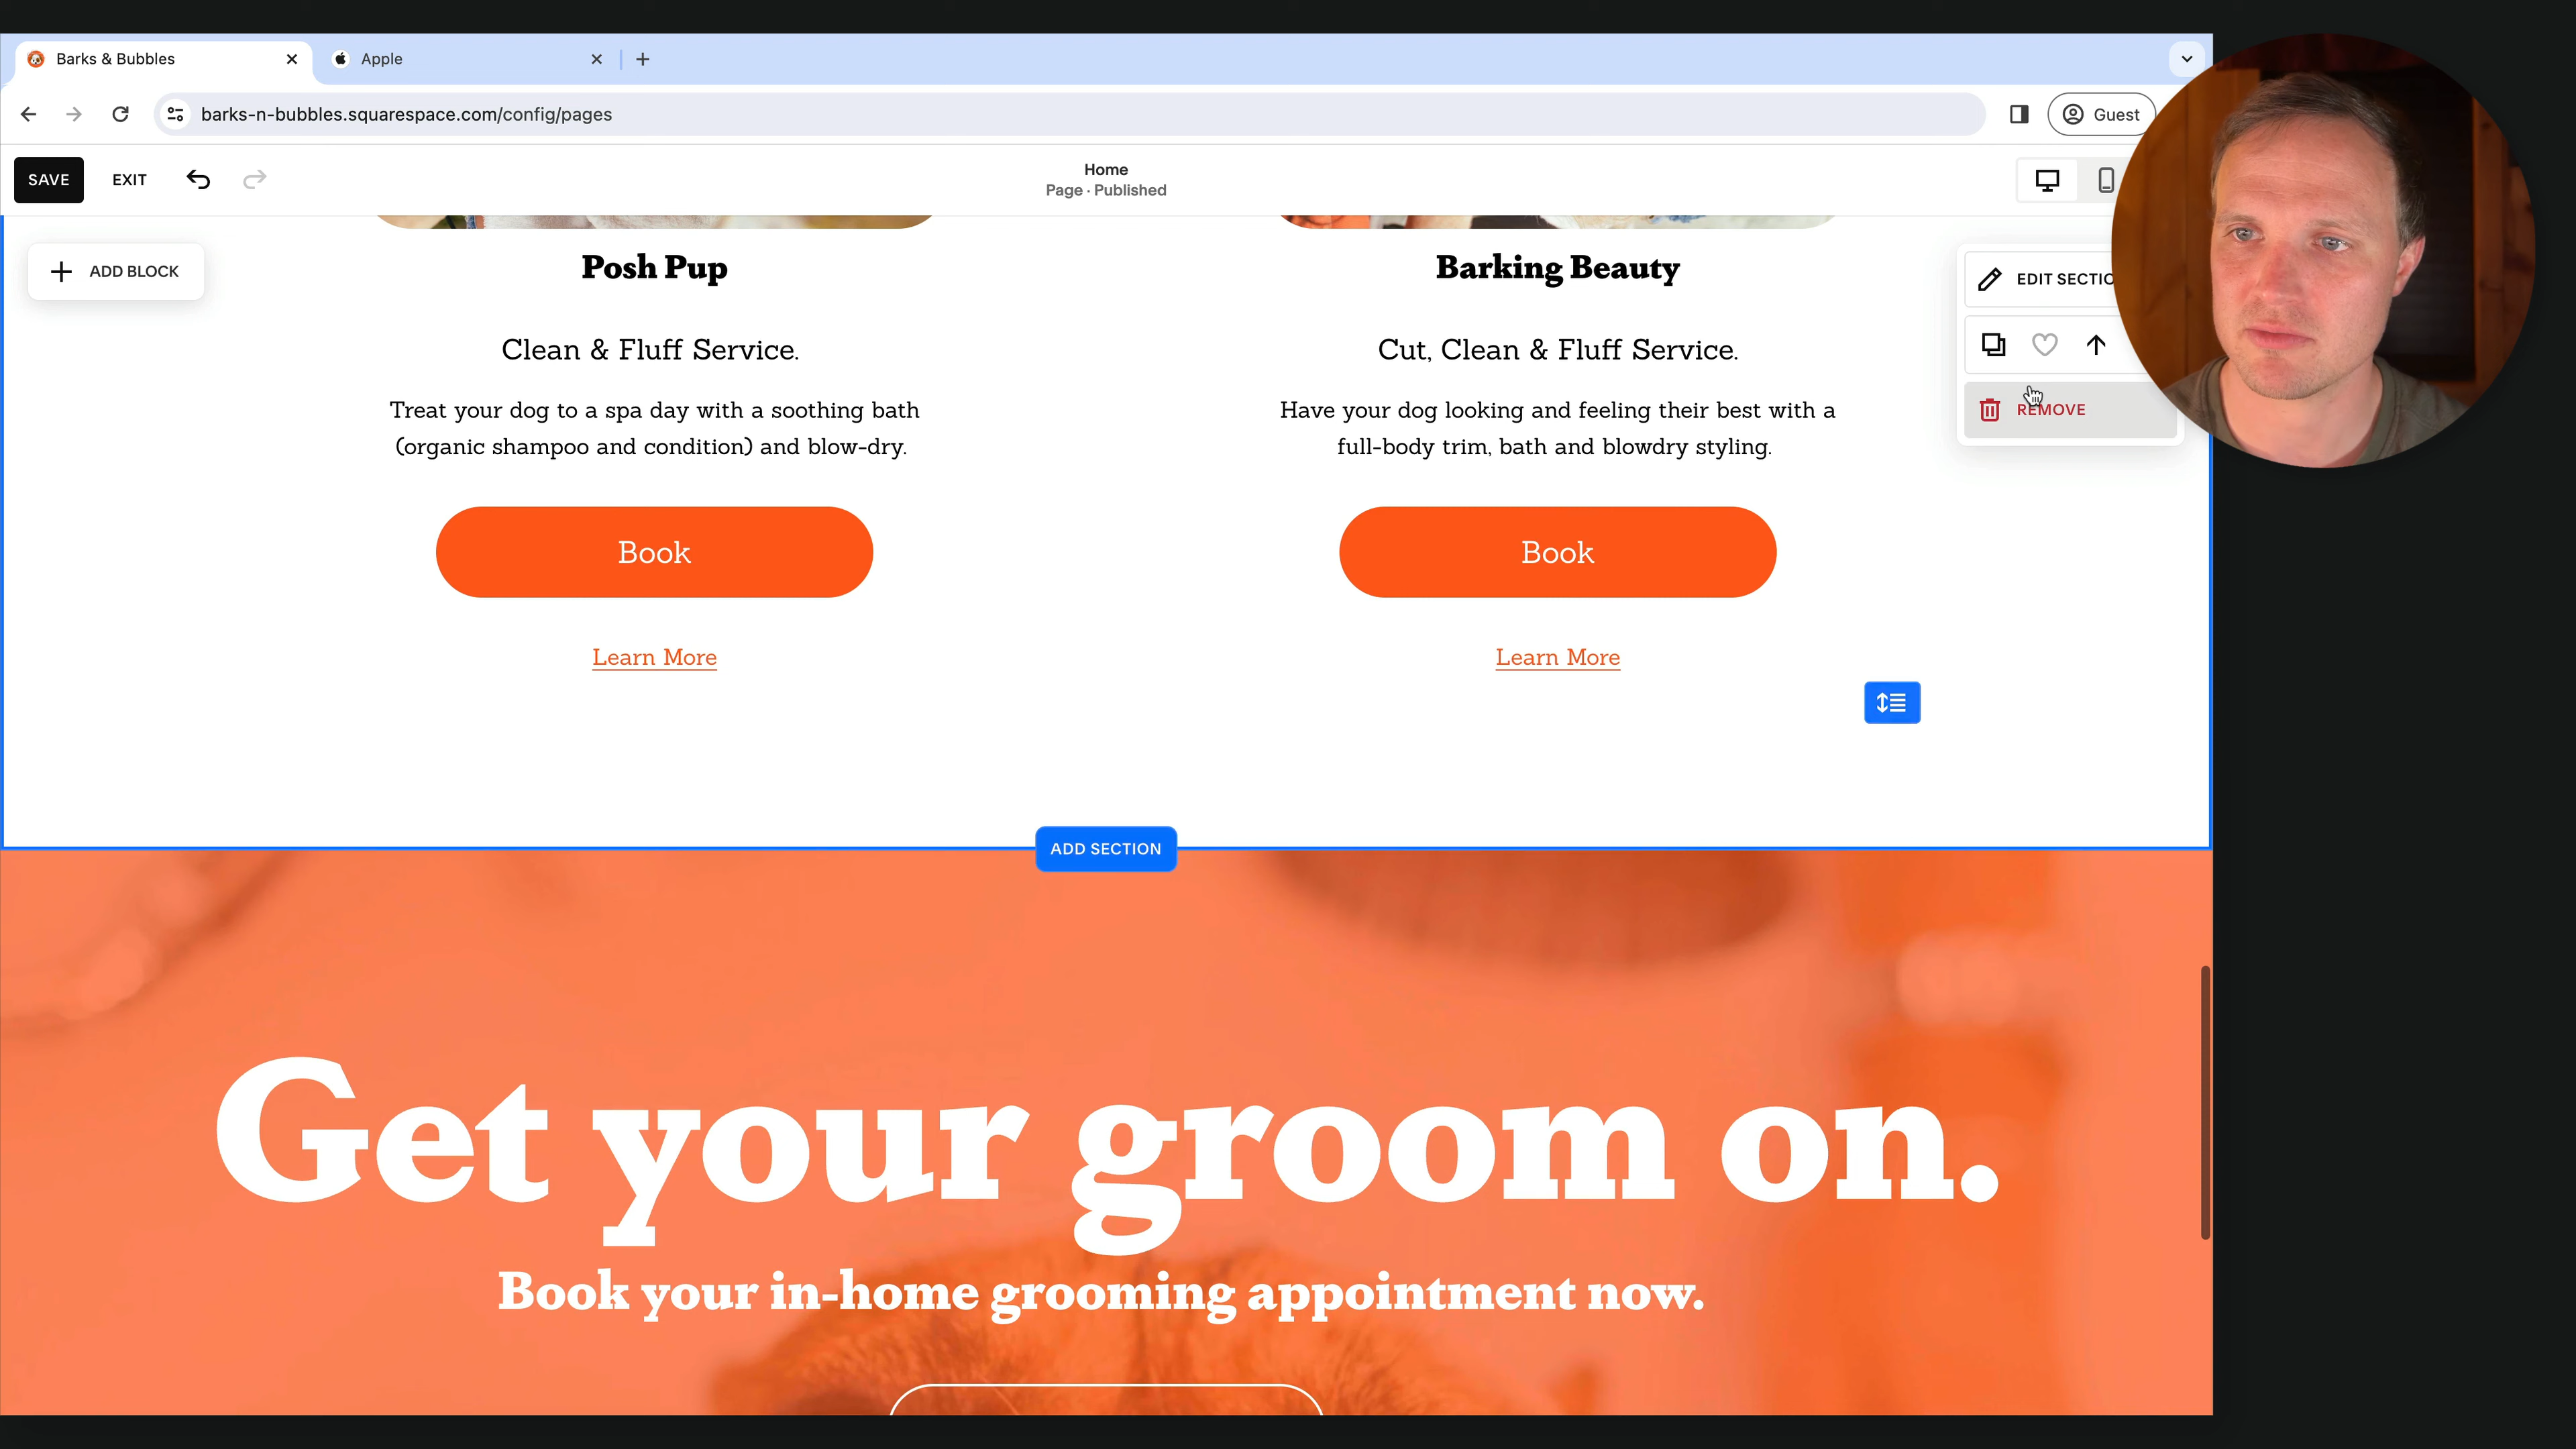 Barks & Bubbles
Apple
barks-n-bubbles.squarespace.com/config/pages
Guest
SAVE
EXIT
Home
Page · Published
ADD BLOCK
EDIT SECTIO
REMOVE
Posh Pup
Clean & Fluff Service.
Treat your dog to a spa day with a soothing bath
(organic shampoo and condition) and blow-dry.
Book
Learn More
Barking Beauty
Cut, Clean & Fluff Service.
Have your dog looking and feeling their best with a
full-body trim, bath and blowdry styling.
Book
Learn More
ADD SECTION
Get your groom on.
Book your in-home grooming appointment now.